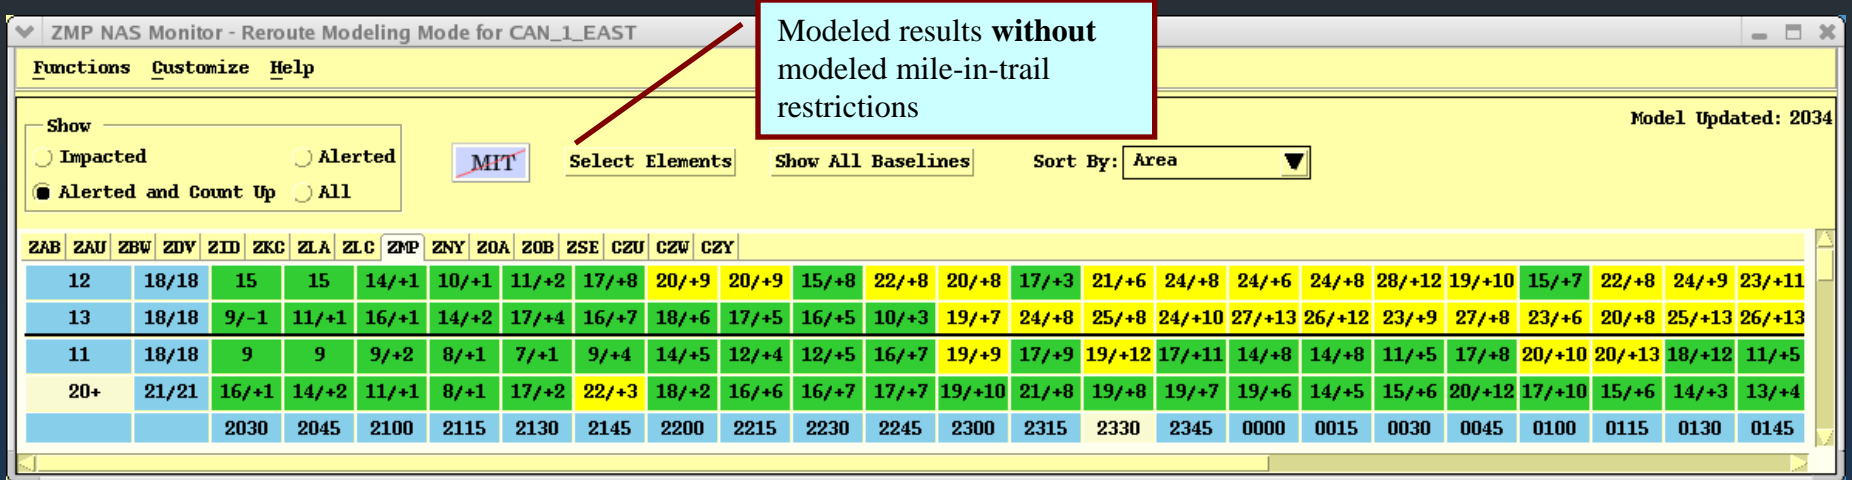 ZMP NAS Monitor - Reroute Modeling Mode for CAN_1_EAST
Modeled results without
modeled mile-in-trail
restrictions
Functions Customize Help
Model Updated: 2034
Show
Impacted Alerted
Alerted and Count Up All
MIT Select Elements Show All Baselines Sort By: Area
ZAB ZAU ZBW ZDV ZID ZKC ZLA ZLC ZMP ZNY ZOA ZOB ZSE CZU CZW CZY
12 18/18 15 15 14/+1 10/+1 11/+2 17/+8 20/+9 20/+9 15/+8 22/+8 20/+8 17/+3 21/+6 24/+8 24/+6 24/+8 28/+12 19/+10 15/+7 22/+8 24/+9 23/+11
13 18/18 9/-1 11/+1 16/+1 14/+2 17/+4 16/+7 18/+6 17/+5 16/+5 10/+3 19/+7 24/+8 25/+8 24/+10 27/+13 26/+12 23/+9 27/+8 23/+6 20/+8 25/+13 26/+13
11 18/18 9 9 9/+2 8/+1 7/+1 9/+4 14/+5 12/+4 12/+5 16/+7 19/+9 17/+9 19/+12 17/+11 14/+8 14/+8 11/+5 17/+8 20/+10 20/+13 18/+12 11/+5
20+ 21/21 16/+1 14/+2 11/+1 8/+1 17/+2 22/+3 18/+2 16/+6 16/+7 17/+7 19/+10 21/+8 19/+8 19/+7 19/+6 14/+5 15/+6 20/+12 17/+10 15/+6 14/+3 13/+4
2030 2045 2100 2115 2130 2145 2200 2215 2230 2245 2300 2315 2330 2345 0000 0015 0030 0045 0100 0115 0130 0145